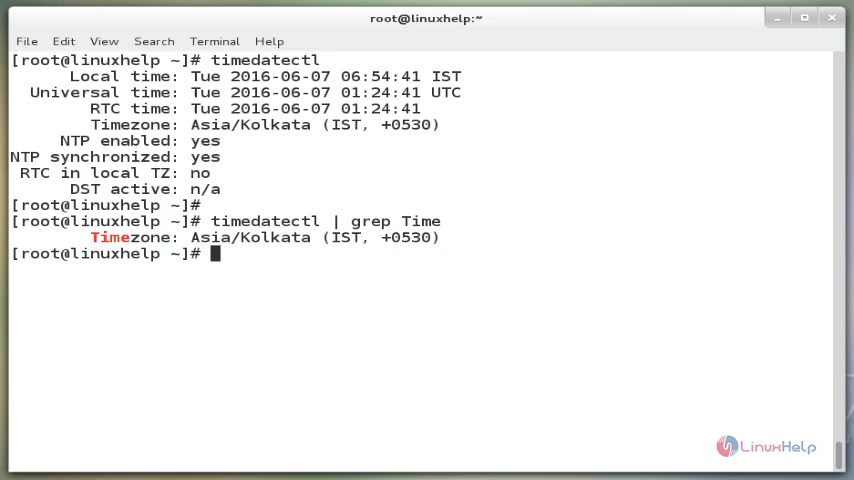 root@linuxhelp:~
File Edit View Search Terminal Help
[root@linuxhelp ~]# timedatectl
Local time: Tue 2016-06-07 06:54:41 IST
Universal time: Tue 2016-06-07 01:24:41 UTC
RTC time: Tue 2016-06-07 01:24:41
Timezone: Asia/Kolkata (IST, +0530)
NTP enabled: yes
NTP synchronized: yes
RTC in local TZ: no
DST active: n/a
[root@linuxhelp ~]#
[root@linuxhelp ~]# timedatectl | grep Time
Timezone: Asia/Kolkata (IST, +0530)
[root@linuxhelp ~]#
LinuxHelp